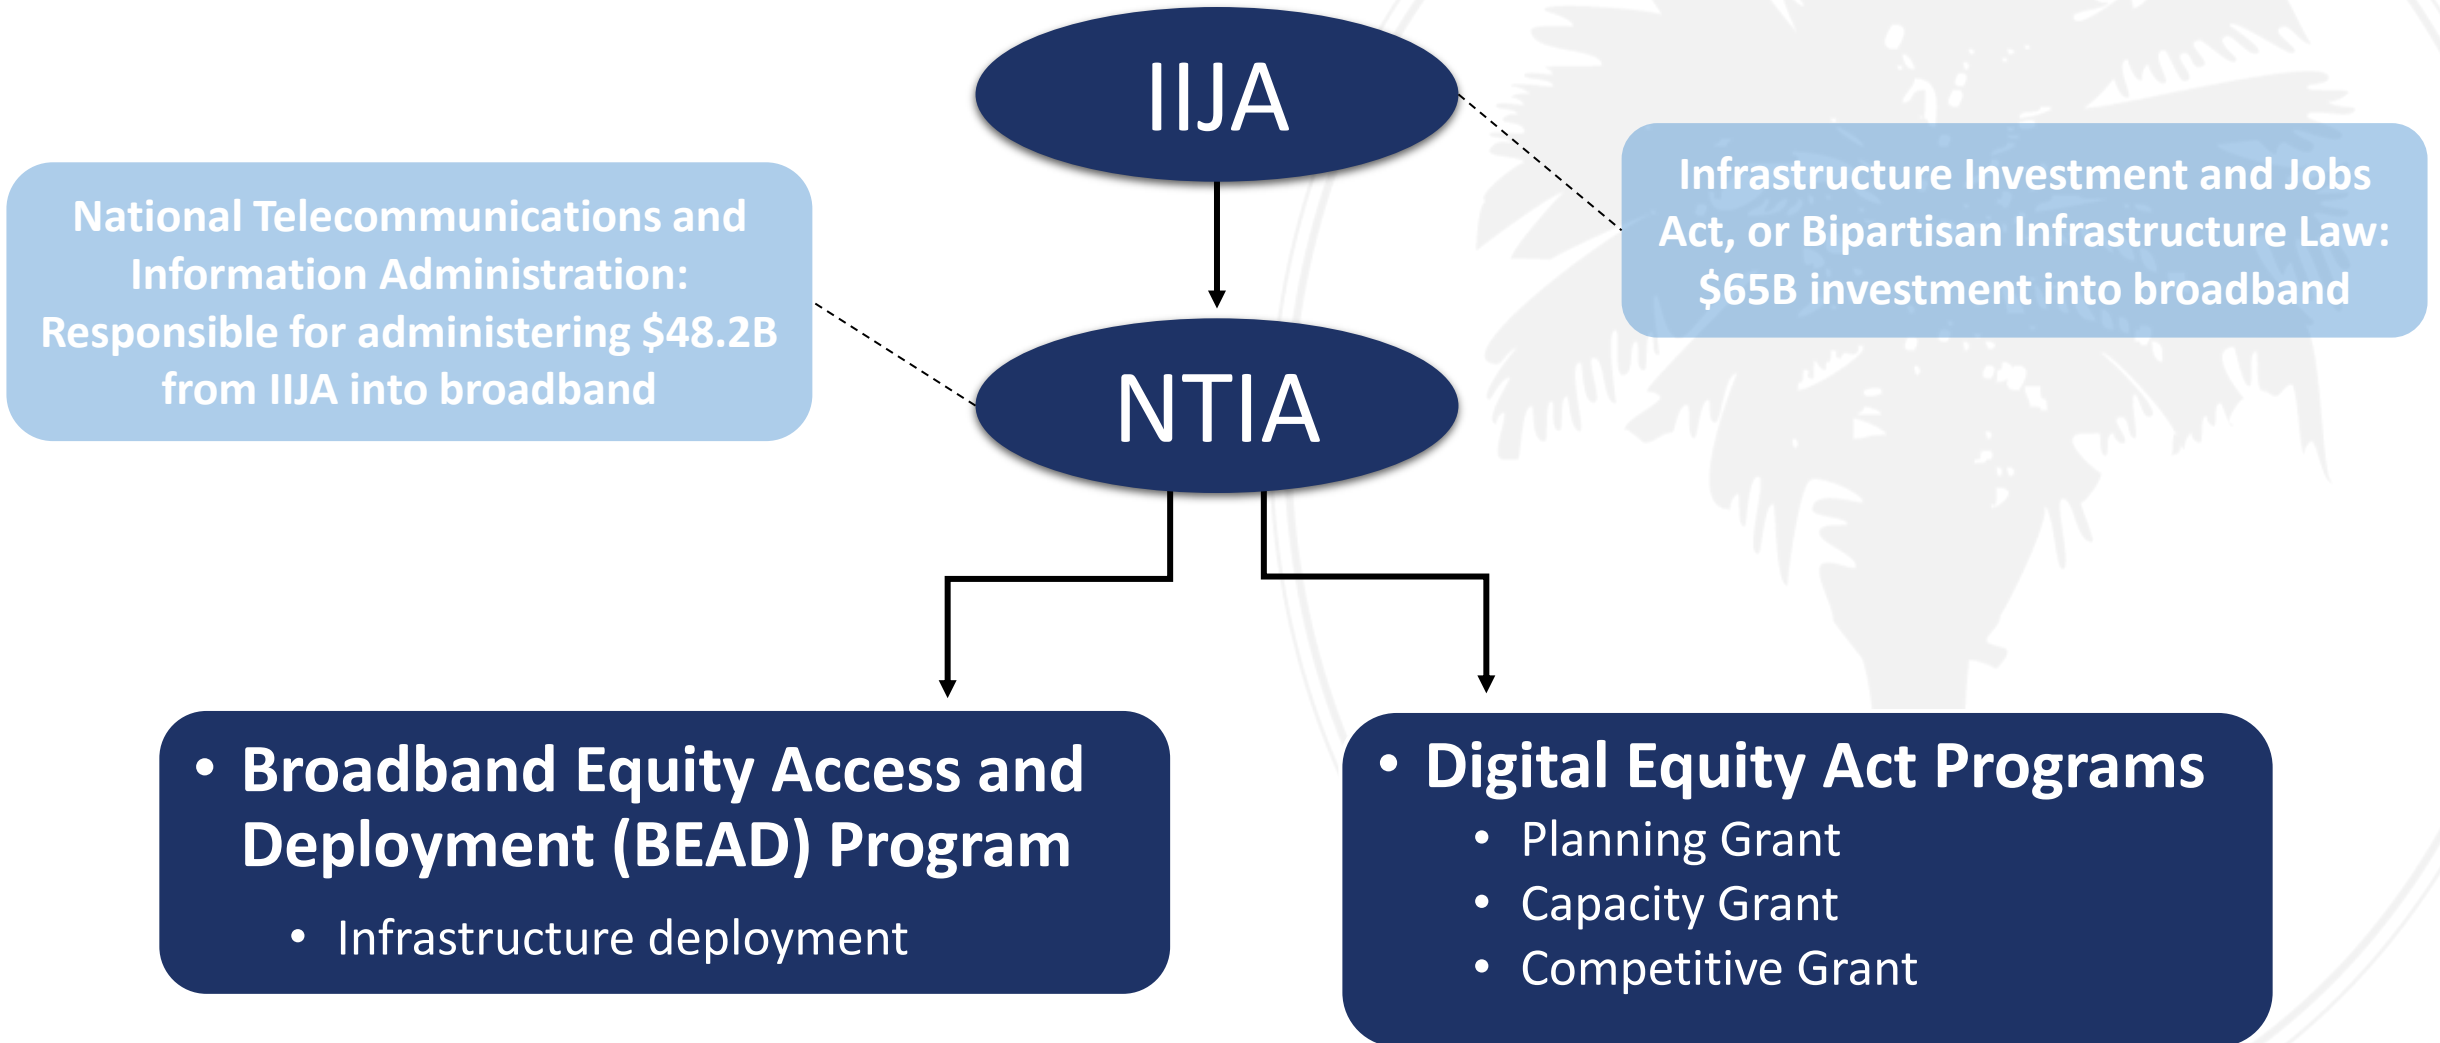 IIJA
Infrastructure Investment and Jobs
Act, or Bipartisan Infrastructure Law:
$65B investment into broadband
National Telecommunications and
Information Administration:
Responsible for administering $48.2B
from IIJA into broadband
NTIA
• Broadband Equity Access and
Deployment (BEAD) Program
• Infrastructure deployment
• Digital Equity Act Programs
• Planning Grant
• Capacity Grant
• Competitive Grant